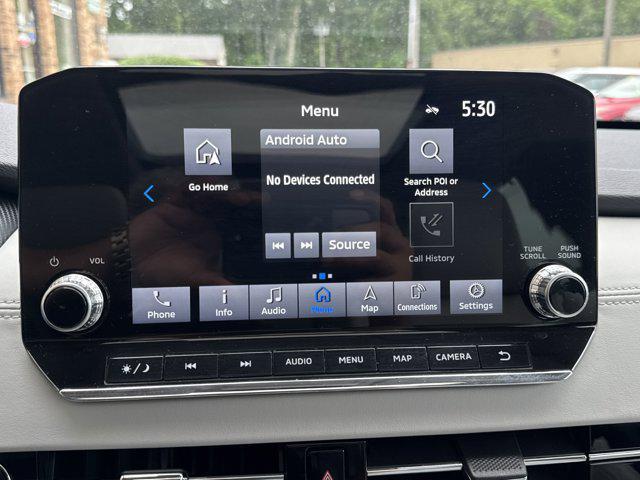 Menu
5:30
Android Auto
Go Home
No Devices Connected
Search POI or
Address
Source
Call History
VOL
TUNE
SCROLL
PUSH
SOUND
Phone
Info
Audio
Menu
Map
Connections
Settings
AUDIO
MENU
MAP
CAMERA